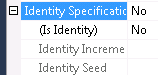 Identity Specificatio No
(Is Identity) No
Identity Increme
Identity Seed